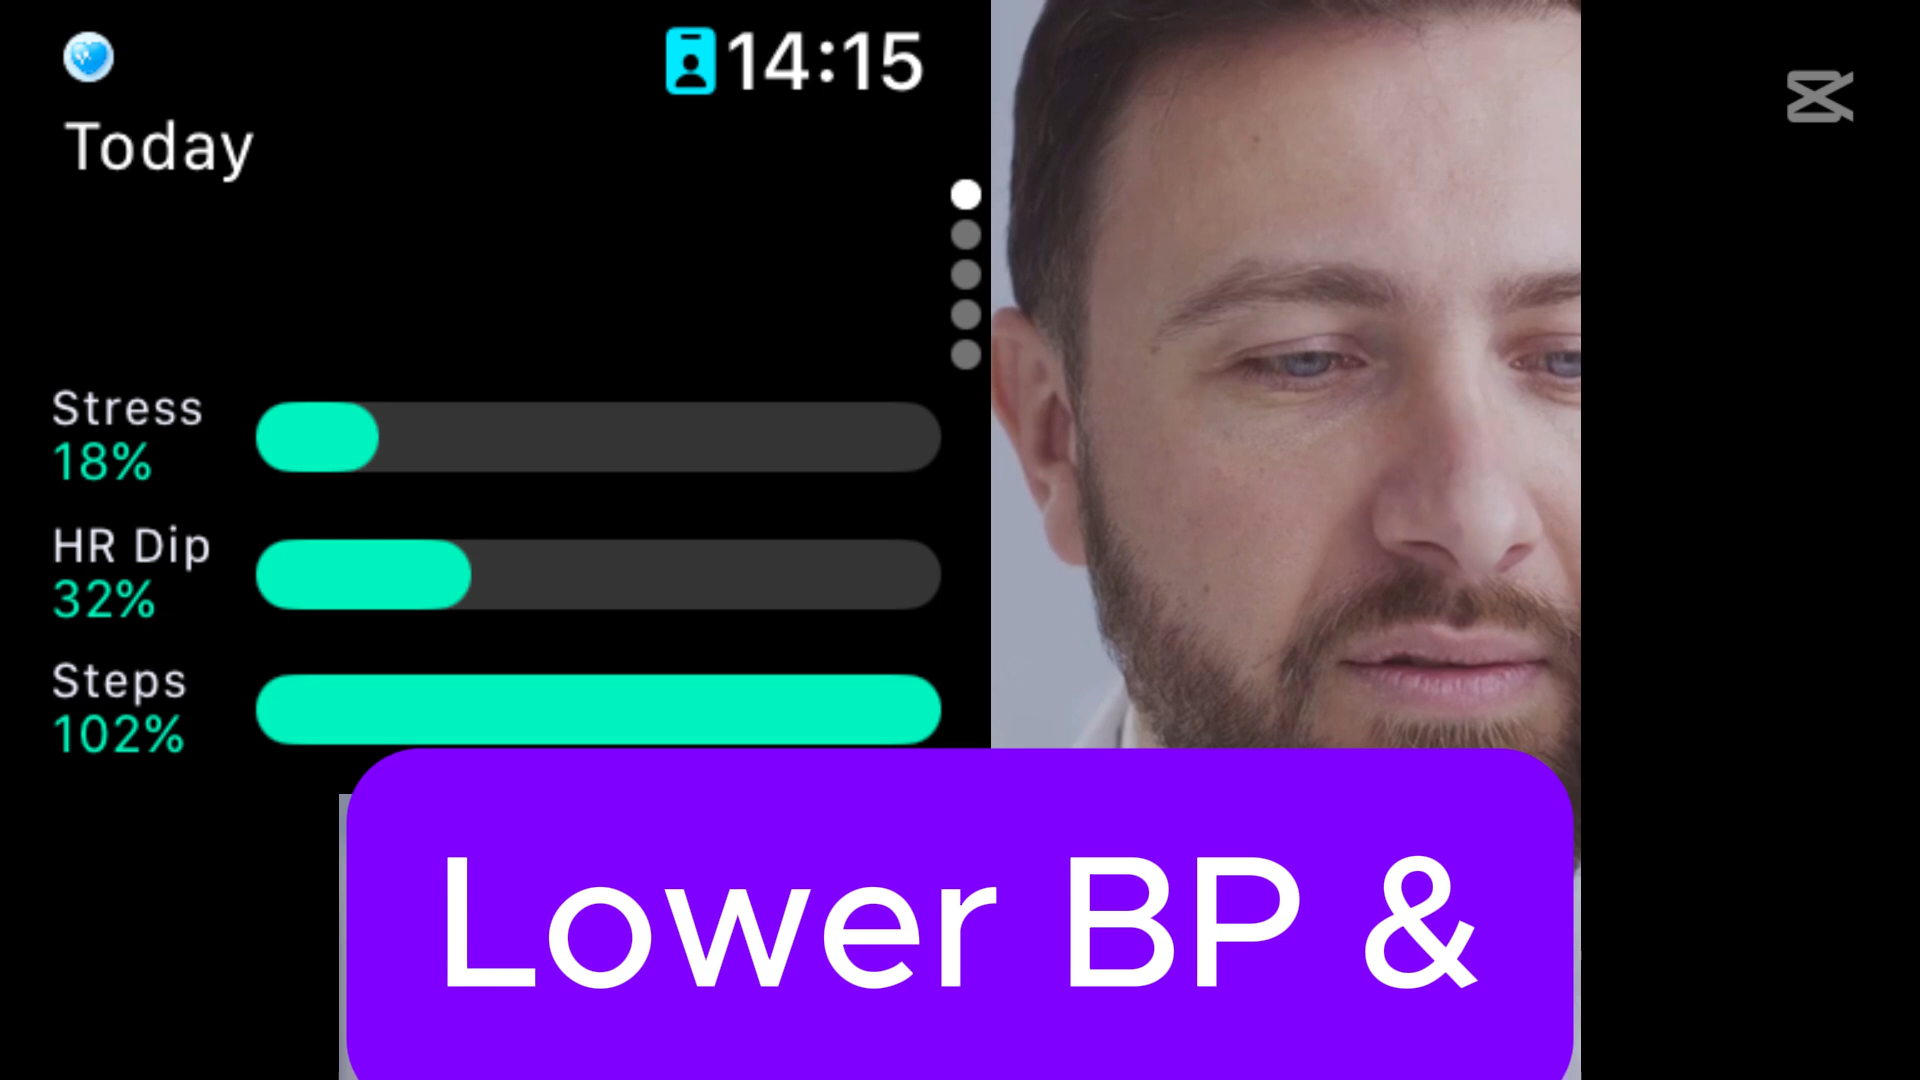 14:15
Today
Stress
18%
HR Dip
32%
Steps
102%
Lower BP &